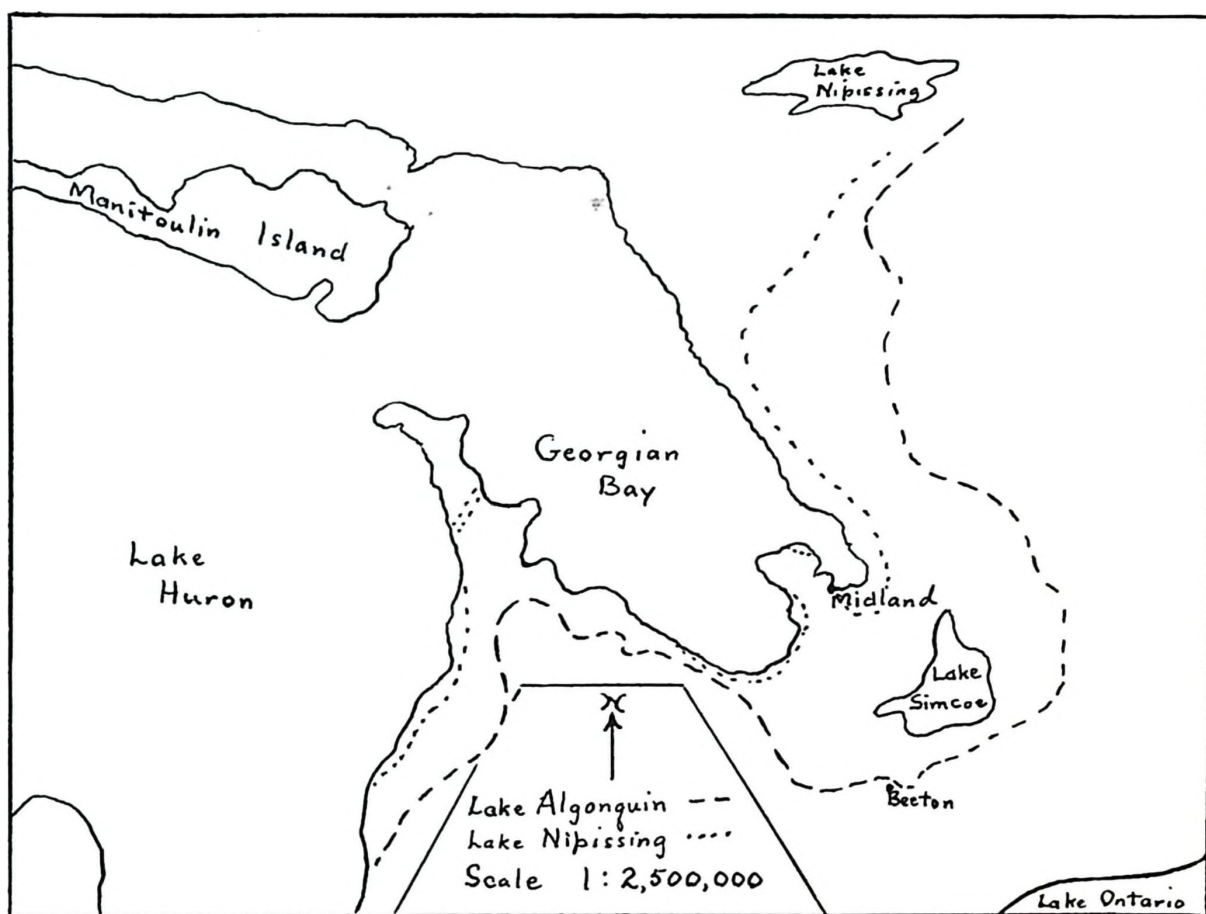 Lake
Nipissing
Manitoulin Island
Georgian
Bay
Lake
Huron
Midland
Lake
Simcoe
N
Beeton
Lake Algonquin
Lake Nipissing
Scale 1:2,500,000
Lake Ontario